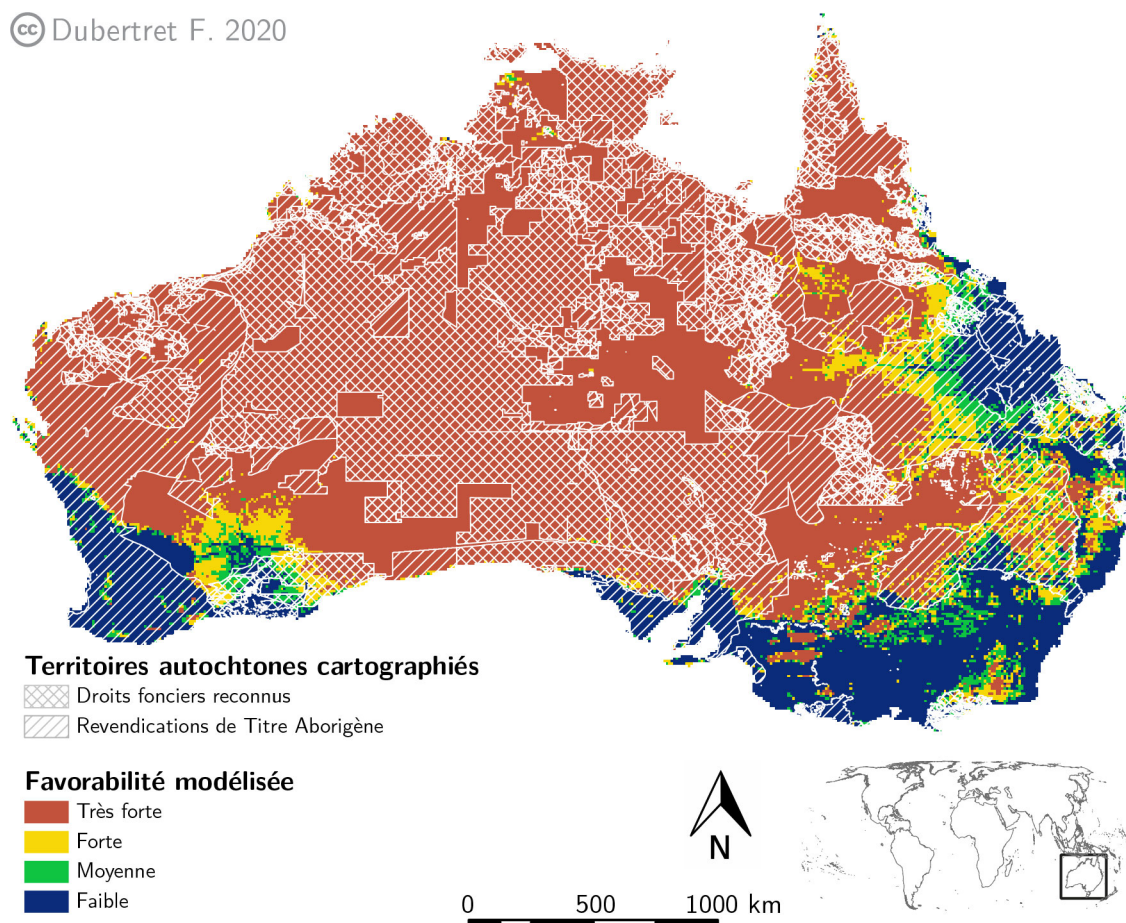 cc Dubertret F. 2020
Territoires autochtones cartographiés
Droits fonciers reconnus
Revendications de Titre Aborigène
Favorabilité modélisée
Très forte
Forte
Moyenne
Faible
N
0 500 1000 km